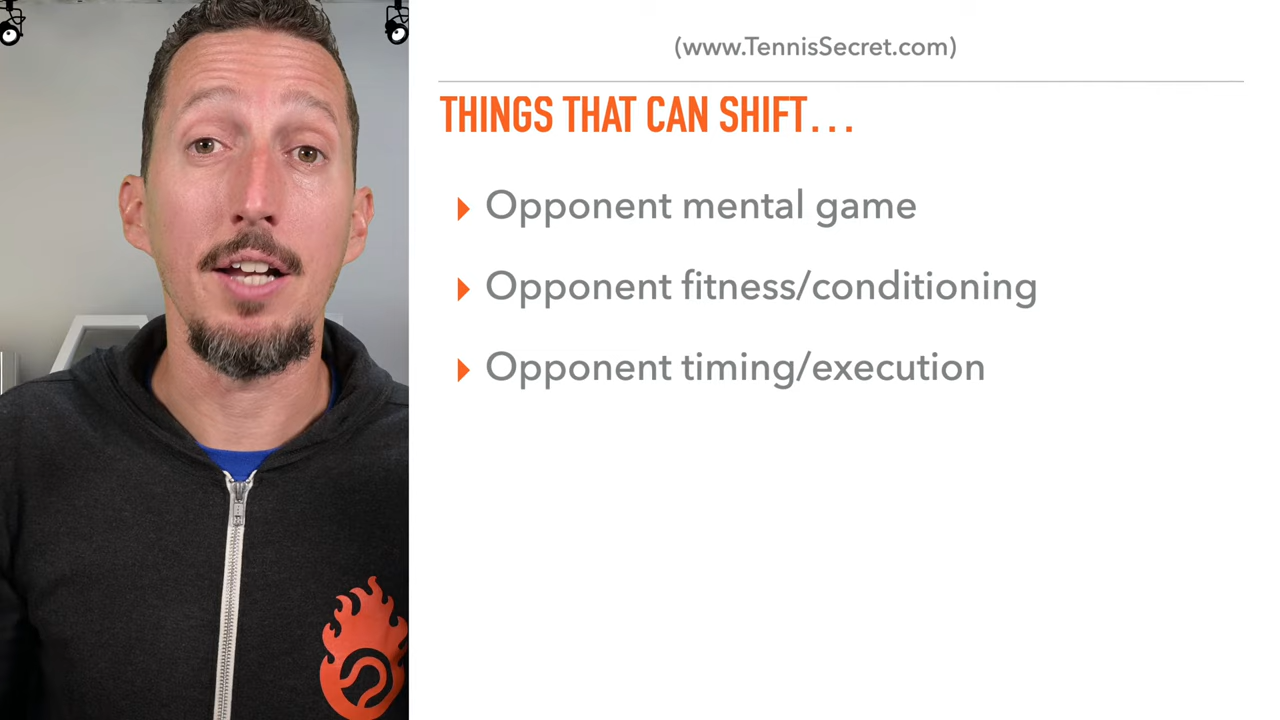 (www.TennisSecret.com)
THINGS THAT CAN SHIFT...
Opponent mental game
Opponent fitness/conditioning
Opponent timing/execution